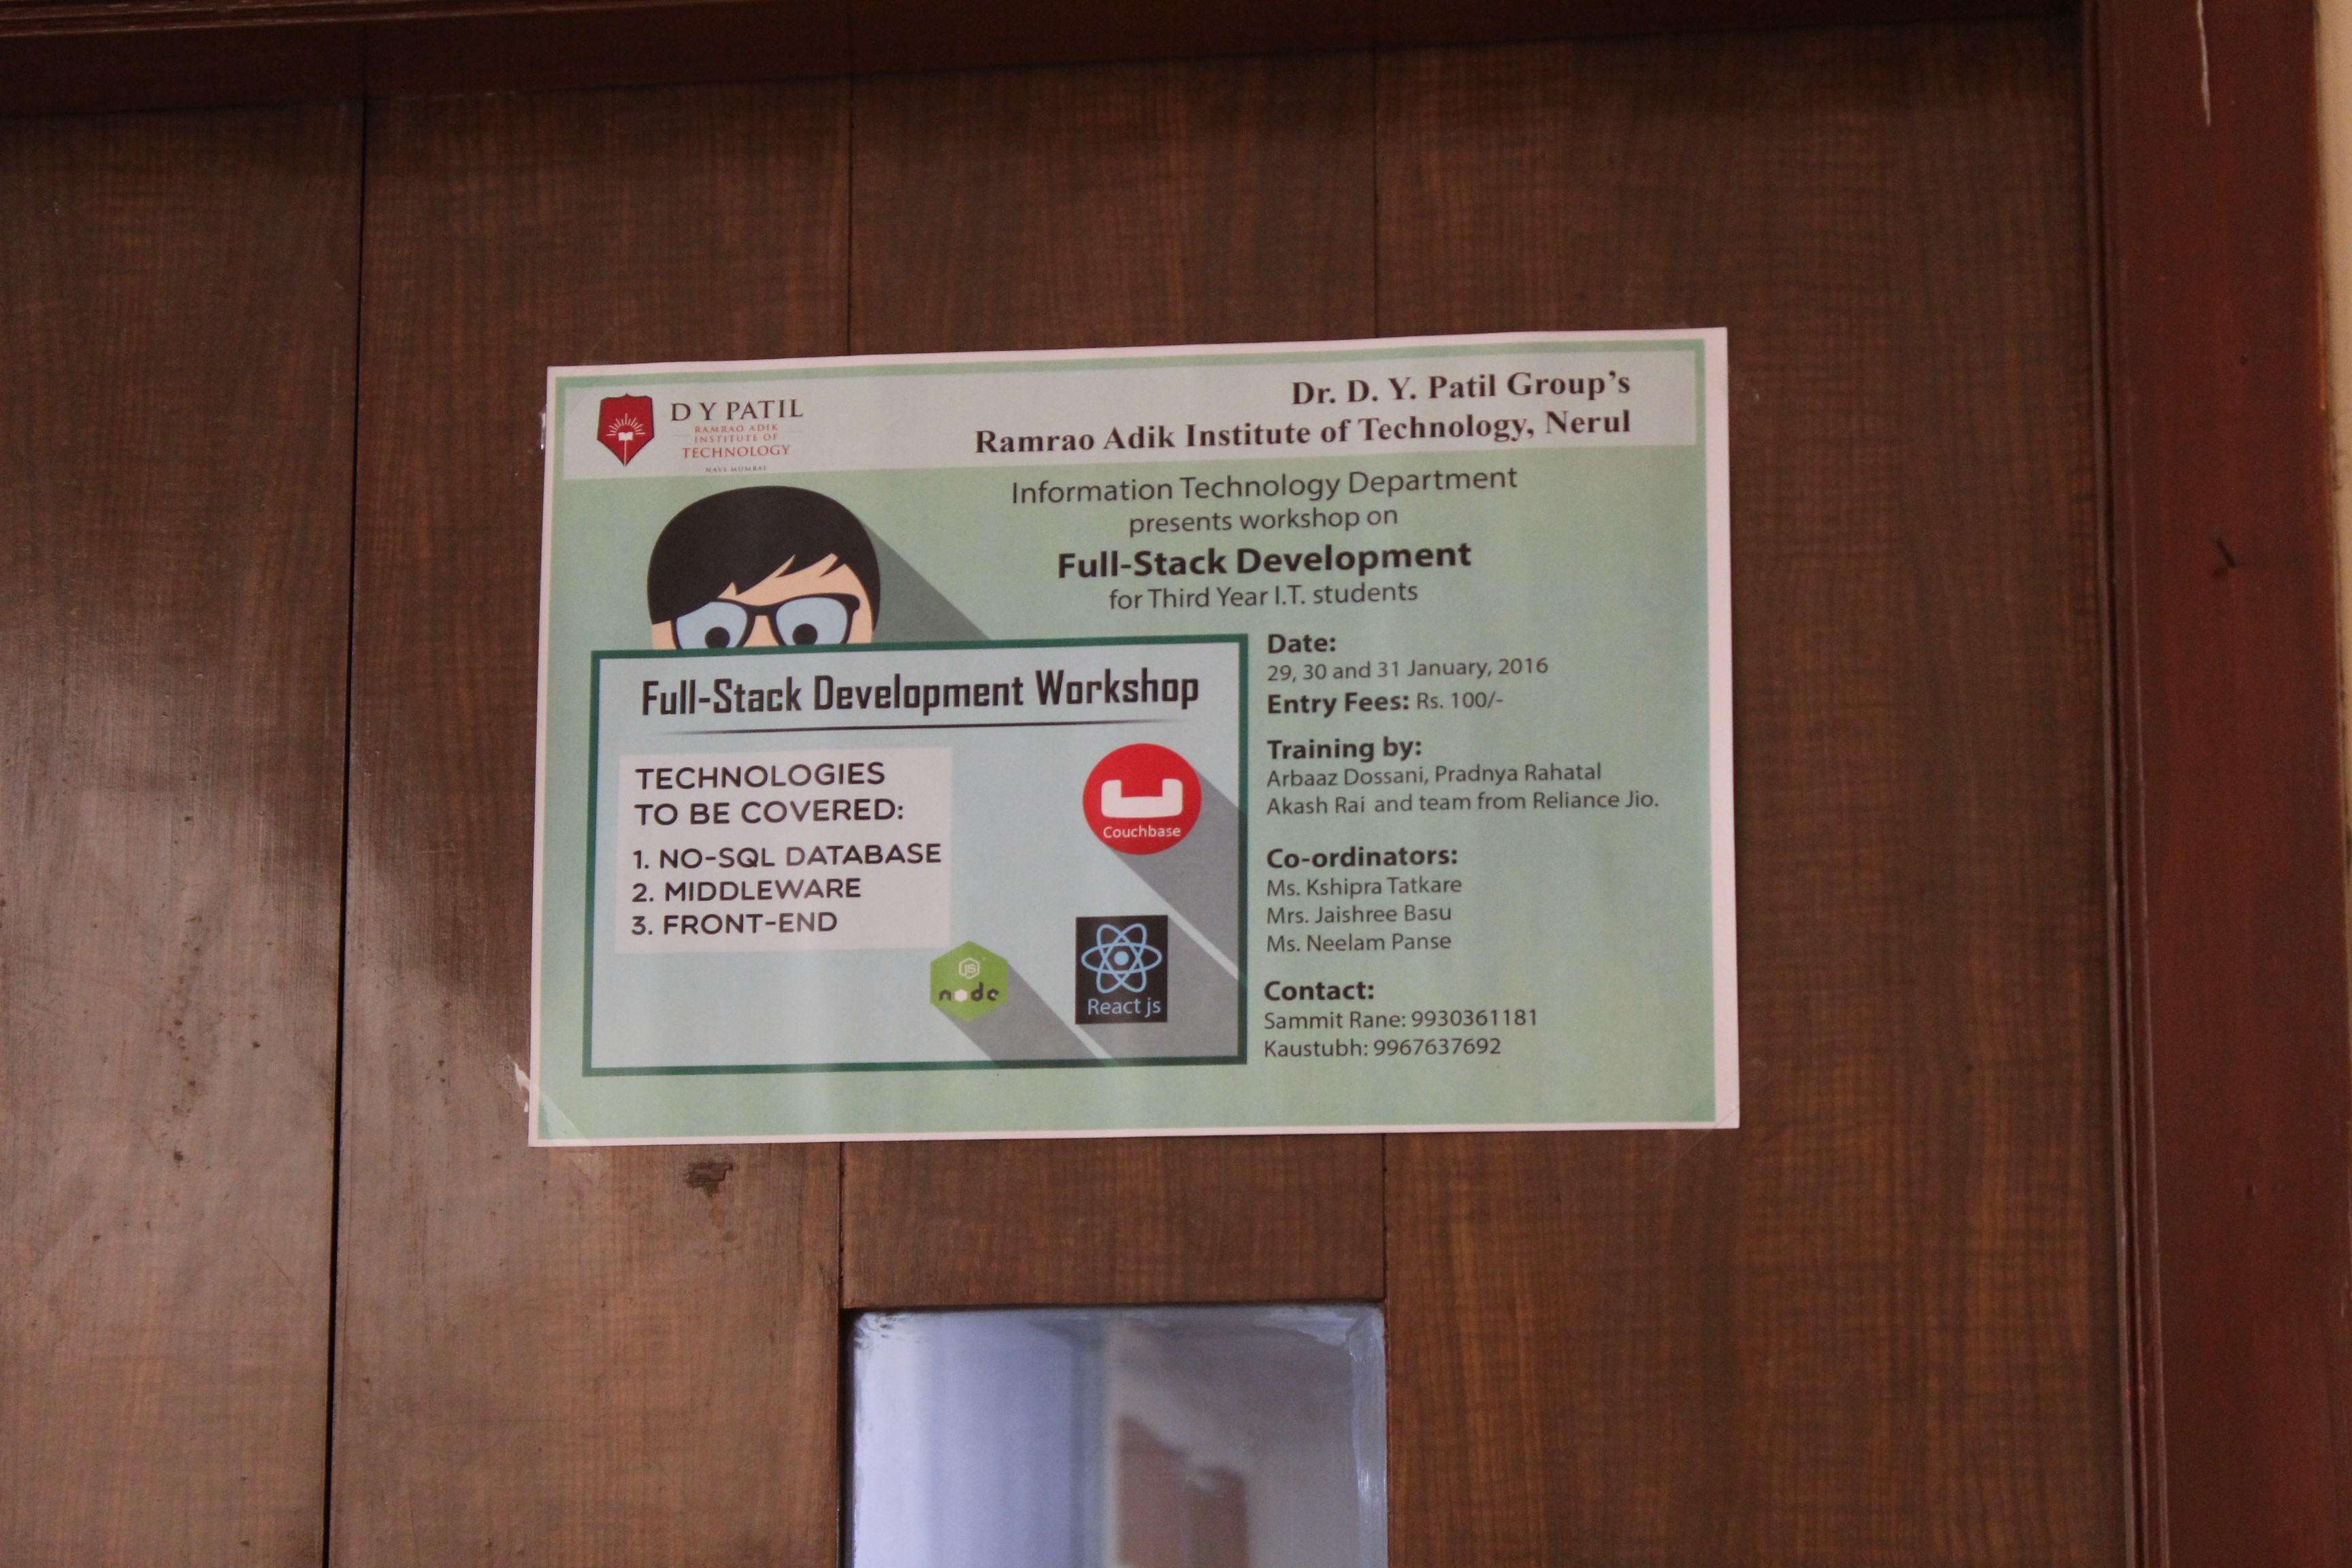 D Y PATIL
RAMRAO ADIK
INSTITUTE OF
TECHNOLOGY
NAVI MUMBAI
Dr. D. Y. Patil Group's
Ramrao Adik Institute of Technology, Nerul
Information Technology Department
presents workshop on
Full-Stack Development
for Third Year I.T. students
Full-Stack Development Workshop
TECHNOLOGIES
TO BE COVERED:
1. NO-SQL DATABASE
2. MIDDLEWARE
3. FRONT-END
Couchbase
JS
node
React js
Date:
29, 30 and 31 January, 2016
Entry Fees: Rs. 100/-
Training by:
Arbaaz Dossani, Pradnya Rahatal
Akash Rai and team from Reliance Jio.
Co-ordinators:
Ms. Kshipra Tatkare
Mrs. Jaishree Basu
Ms. Neelam Panse
Contact:
Sammit Rane: 9930361181
Kaustubh: 9967637692